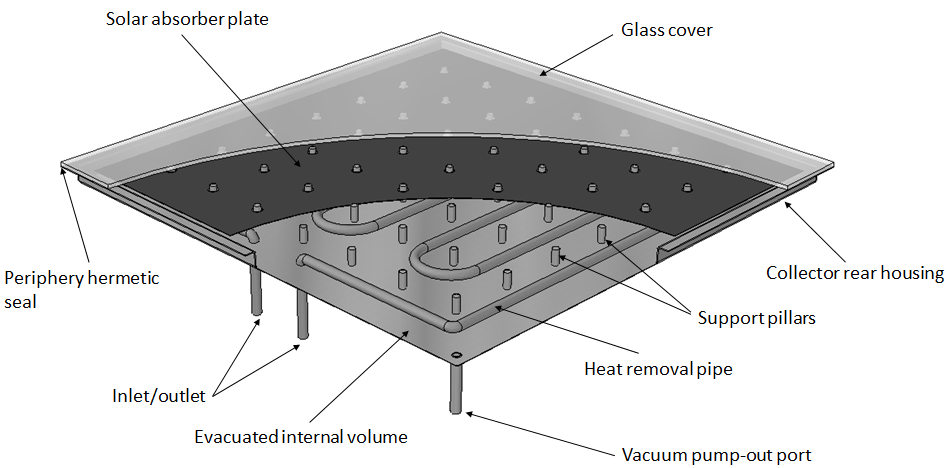 Solar absorber plate
Glass cover
Periphery hermetic
seal
Collector rear housing
Support pillars
Heat removal pipe
Inlet/outlet
Evacuated internal volume
Vacuum pump-out port